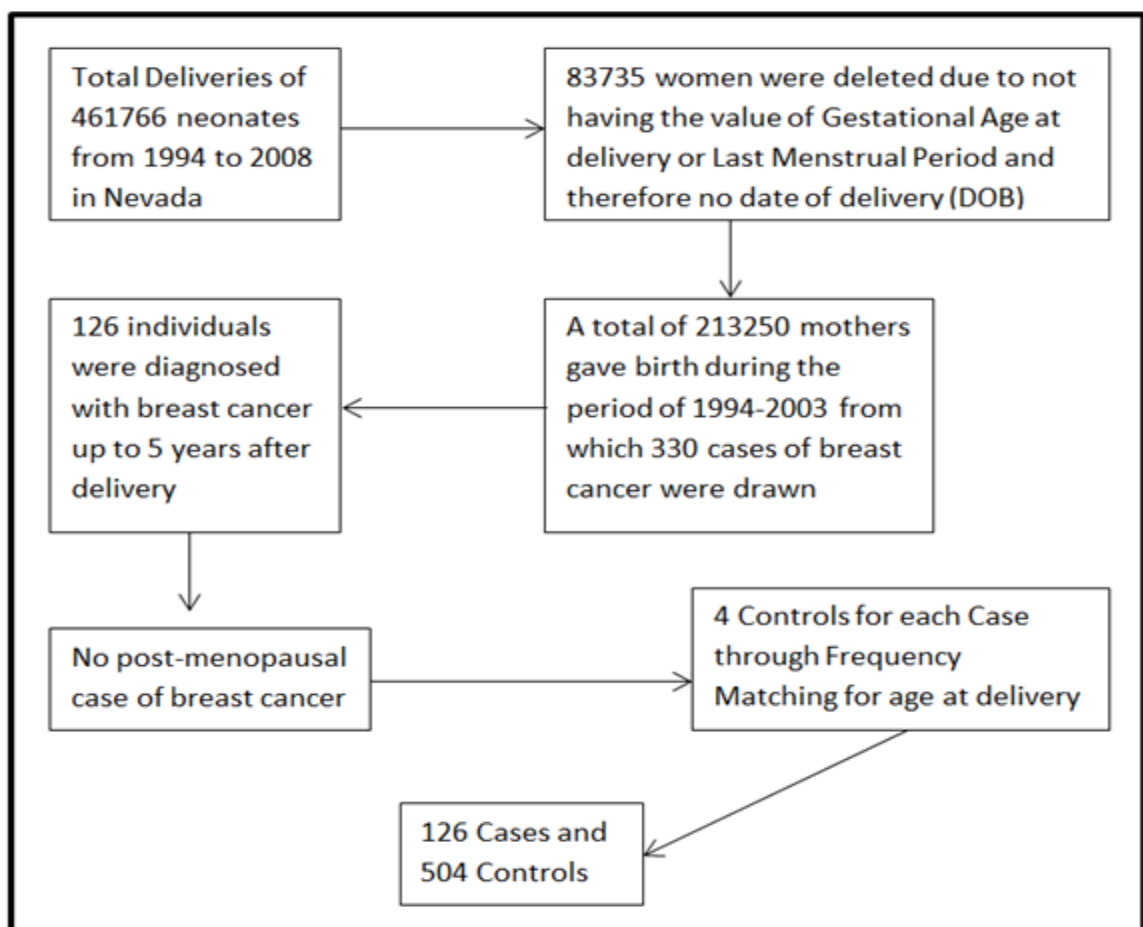 Total Deliveries of
461766 neonates
from 1994 to 2008
in Nevada
83735 women were deleted due to not
having the value of Gestational Age at
delivery or Last Menstrual Period and
therefore no date of delivery (DOB)
A total of 213250 mothers
gave birth during the
period of 1994-2003 from
which 330 cases of breast
cancer were drawn
126 individuals
were diagnosed
with breast cancer
up to 5 years after
delivery
No post-menopausal
case of breast cancer
4 Controls for each Case
through Frequency
Matching for age at delivery
126 Cases and
504 Controls